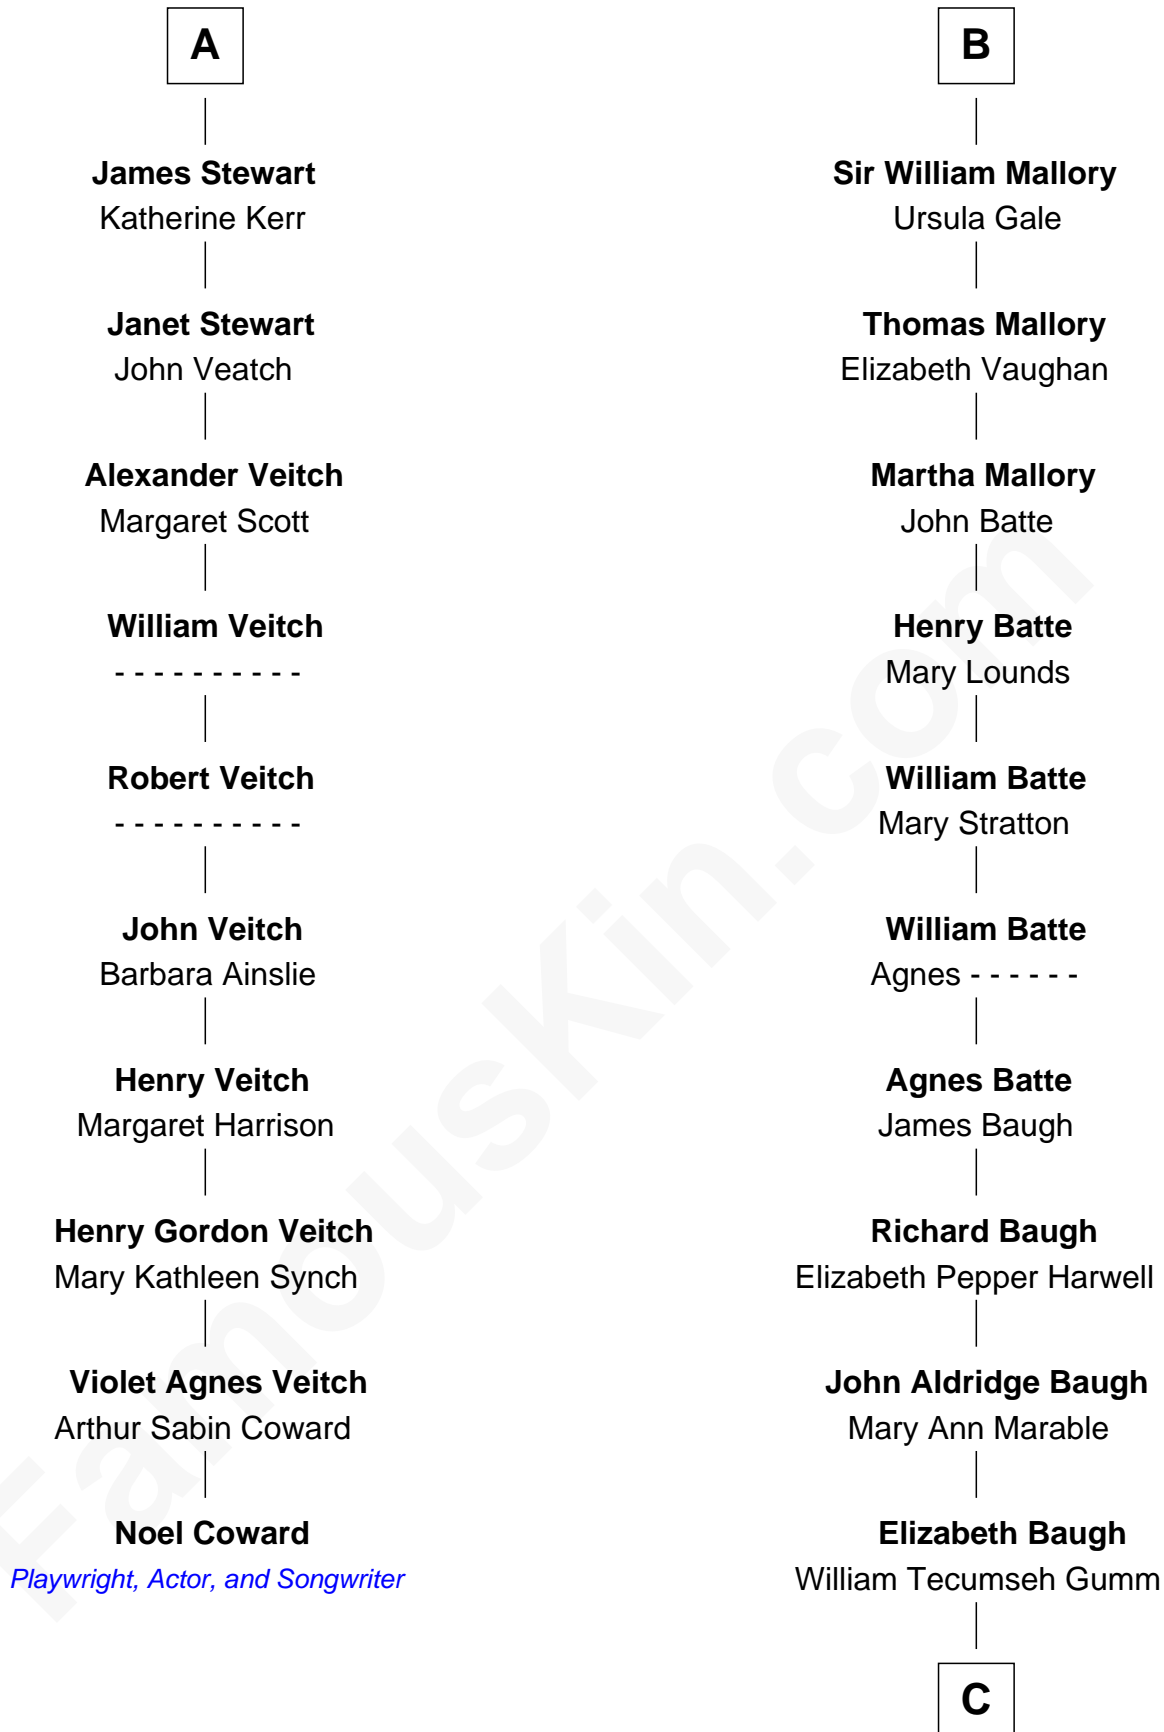 A
James Stewart
Katherine Kerr
Janet Stewart
John Veatch
Alexander Veitch
Margaret Scott
William Veitch
- - - - - - - - - -
Robert Veitch
- - - - - - - - - -
John Veitch
Barbara Ainslie
Henry Veitch
Margaret Harrison
Henry Gordon Veitch
Mary Kathleen Synch
Violet Agnes Veitch
Arthur Sabin Coward
Noel Coward
Playwright, Actor, and Songwriter
B
Sir William Mallory
Ursula Gale
Thomas Mallory
Elizabeth Vaughan
Martha Mallory
John Batte
Henry Batte
Mary Lounds
William Batte
Mary Stratton
William Batte
Agnes - - - - - -
Agnes Batte
James Baugh
Richard Baugh
Elizabeth Pepper Harwell
John Aldridge Baugh
Mary Ann Marable
Elizabeth Baugh
William Tecumseh Gumm
C
FamousKin.com